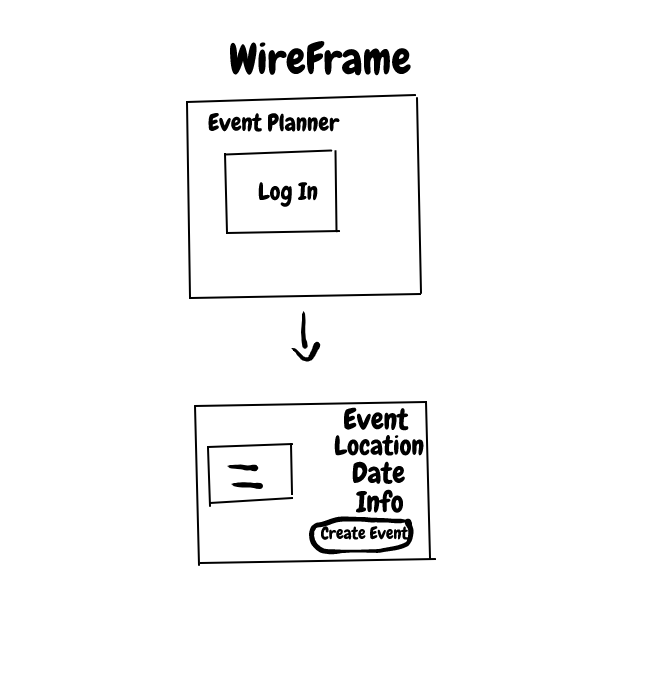 WireFrame
Event Planner
Log In
Event
Location
Date
Info
Create Event